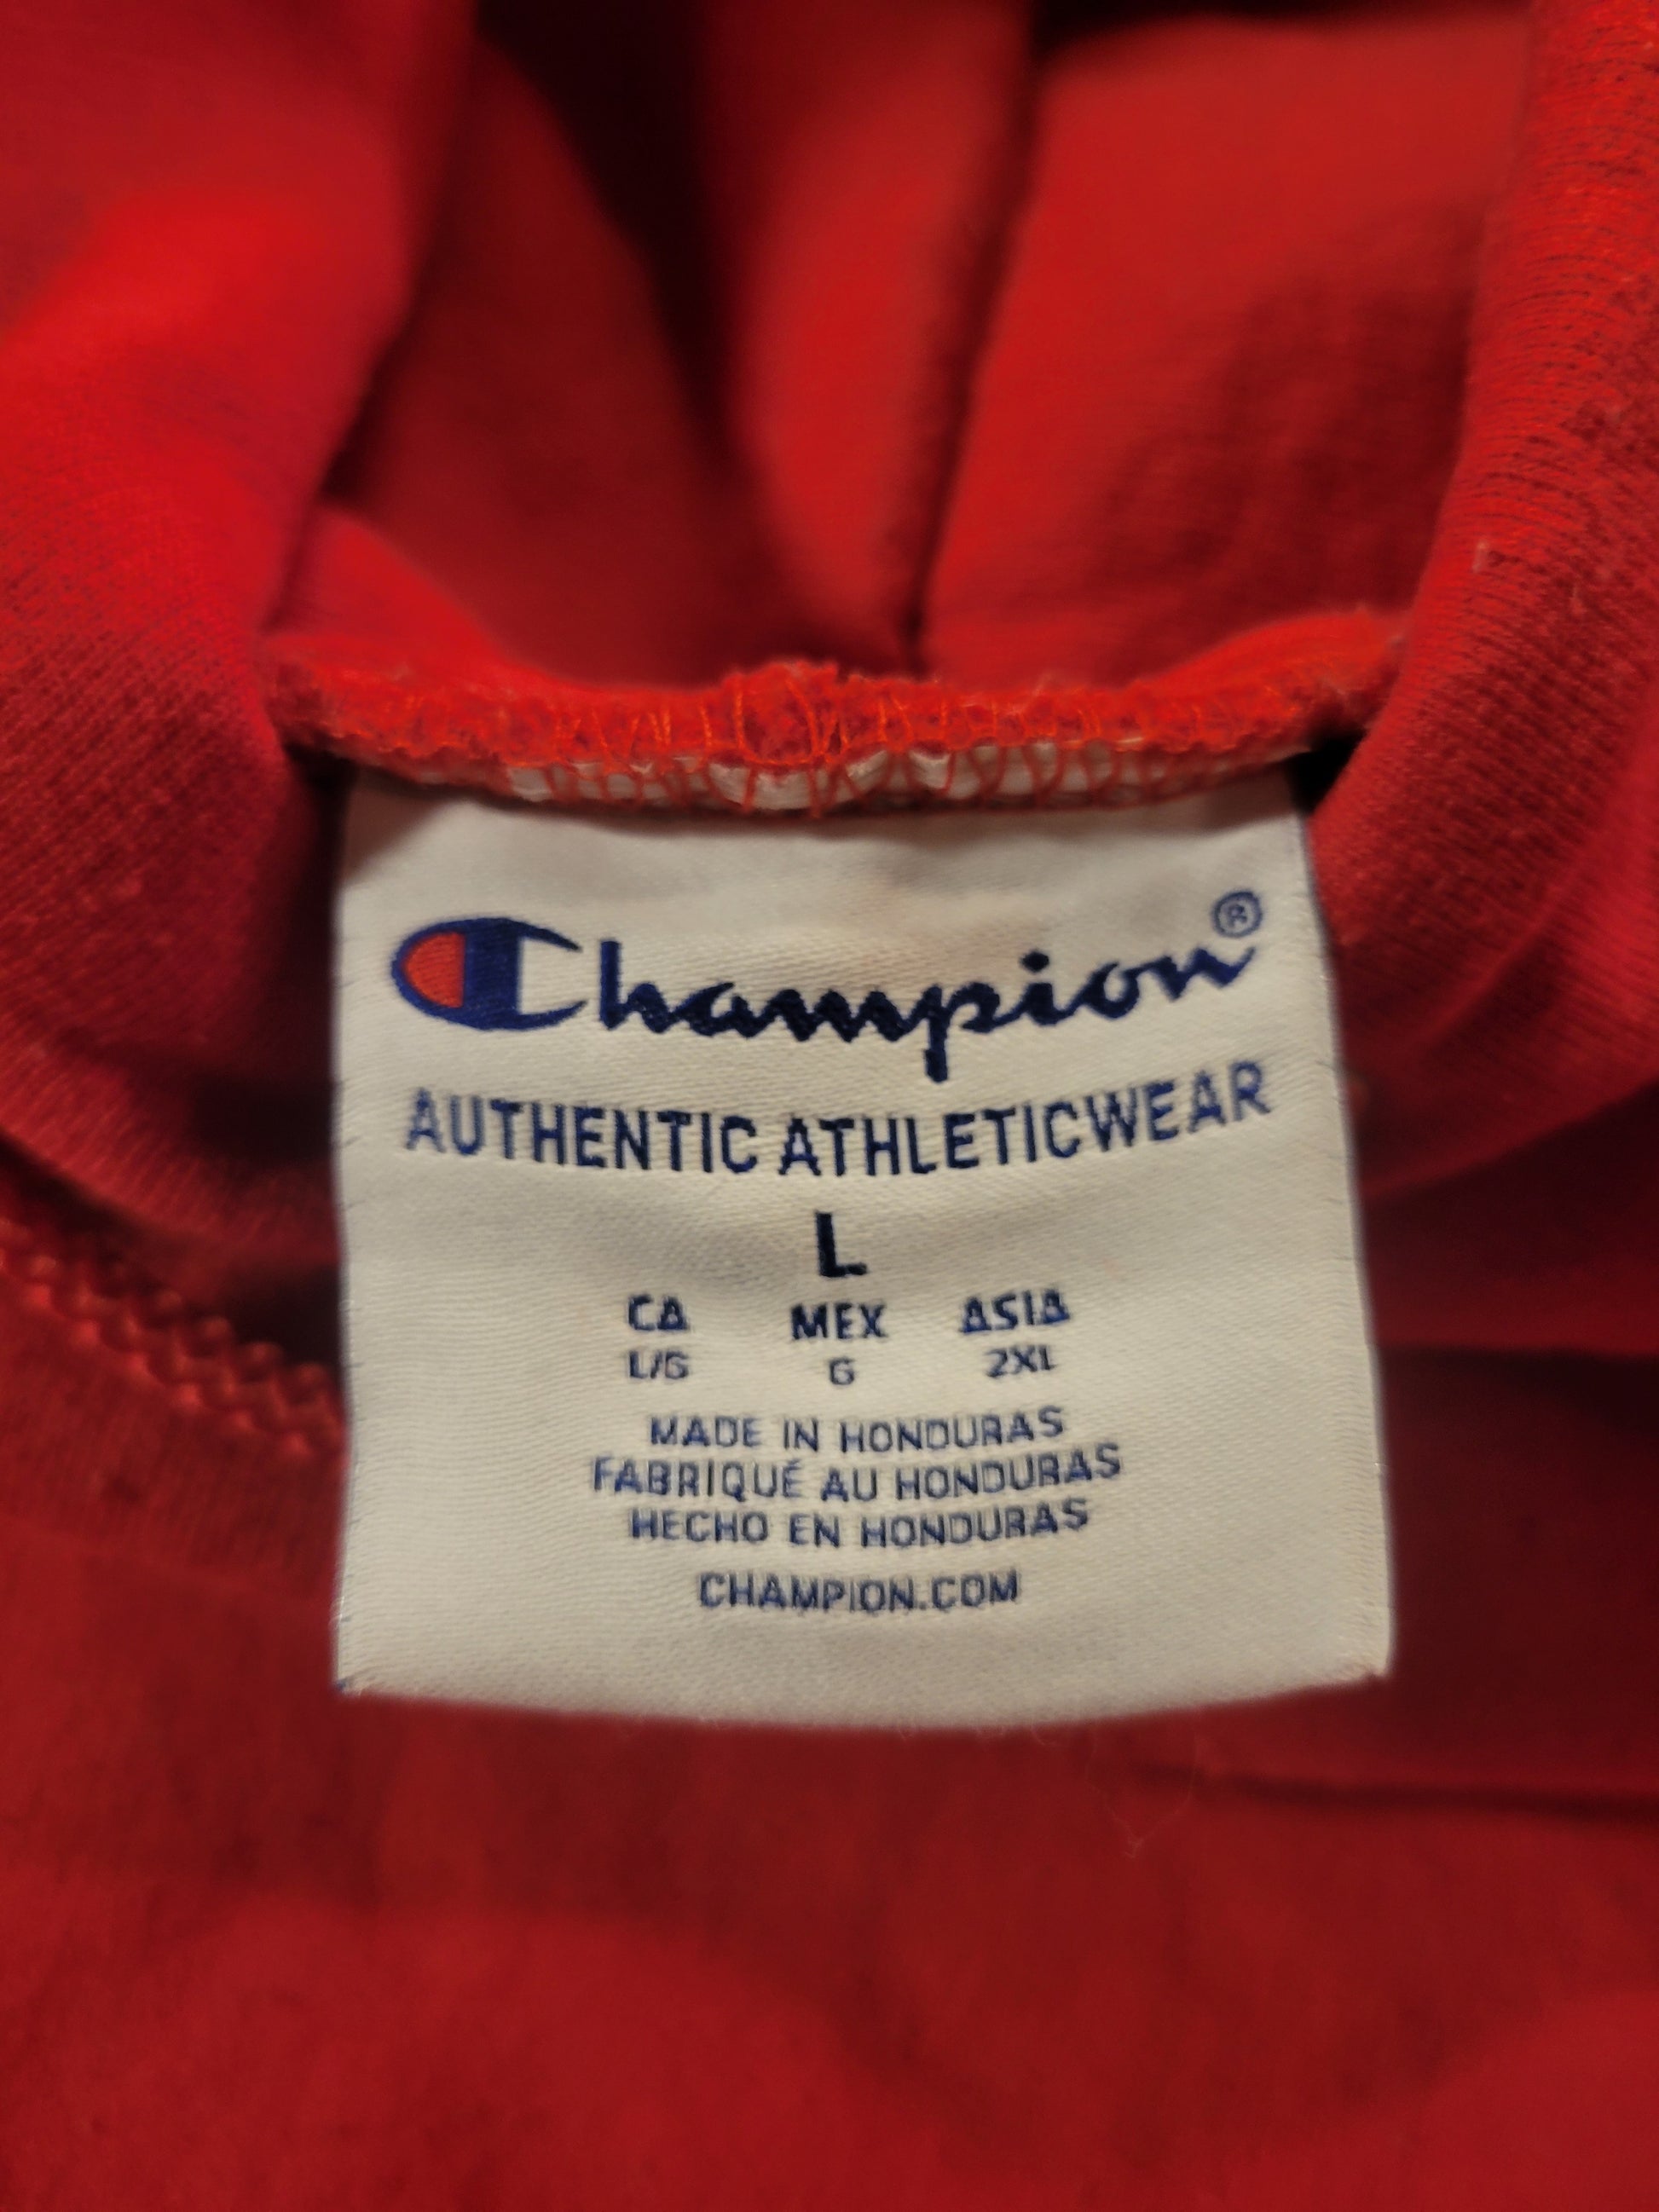 Champion®
AUTHENTIC ATHLETICWEAR
L
CA MEX ASIA
L/G G 2XL
MADE IN HONDURAS
FABRIQUÉ AU HONDURAS
HECHO EN HONDURAS
CHAMPION.COM